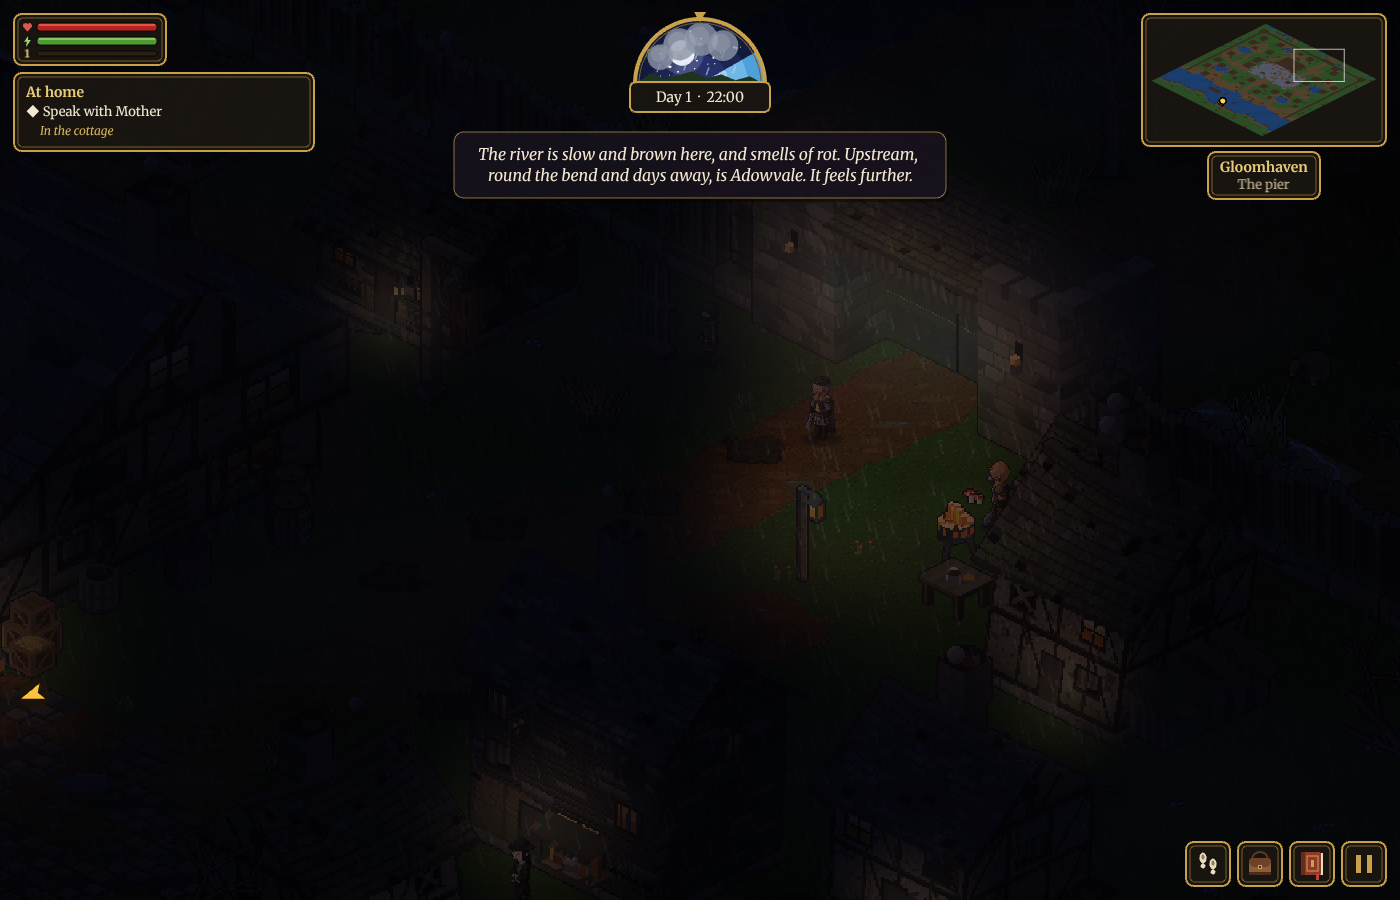 1
At home
Speak with Mother
In the cottage
Day 1 · 22:00
The river is slow and brown here, and smells of rot. Upstream,
round the bend and days away, is Adowvale. It feels further.
Gloomhaven
The pier